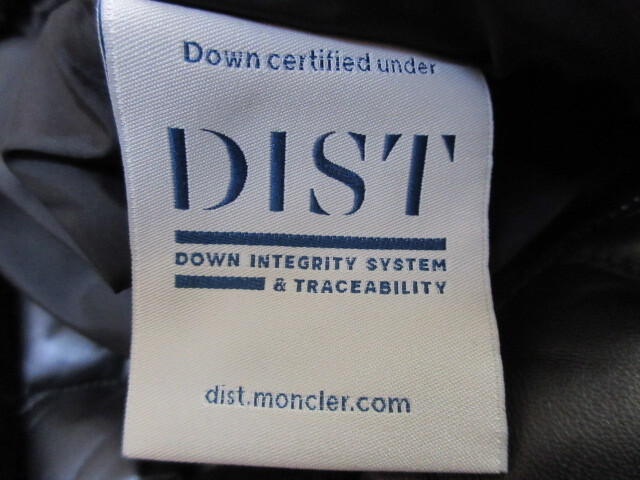 Down certified under
DIST
DOWN INTEGRITY SYSTEM
& TRACEABILITY
dist.moncler.com